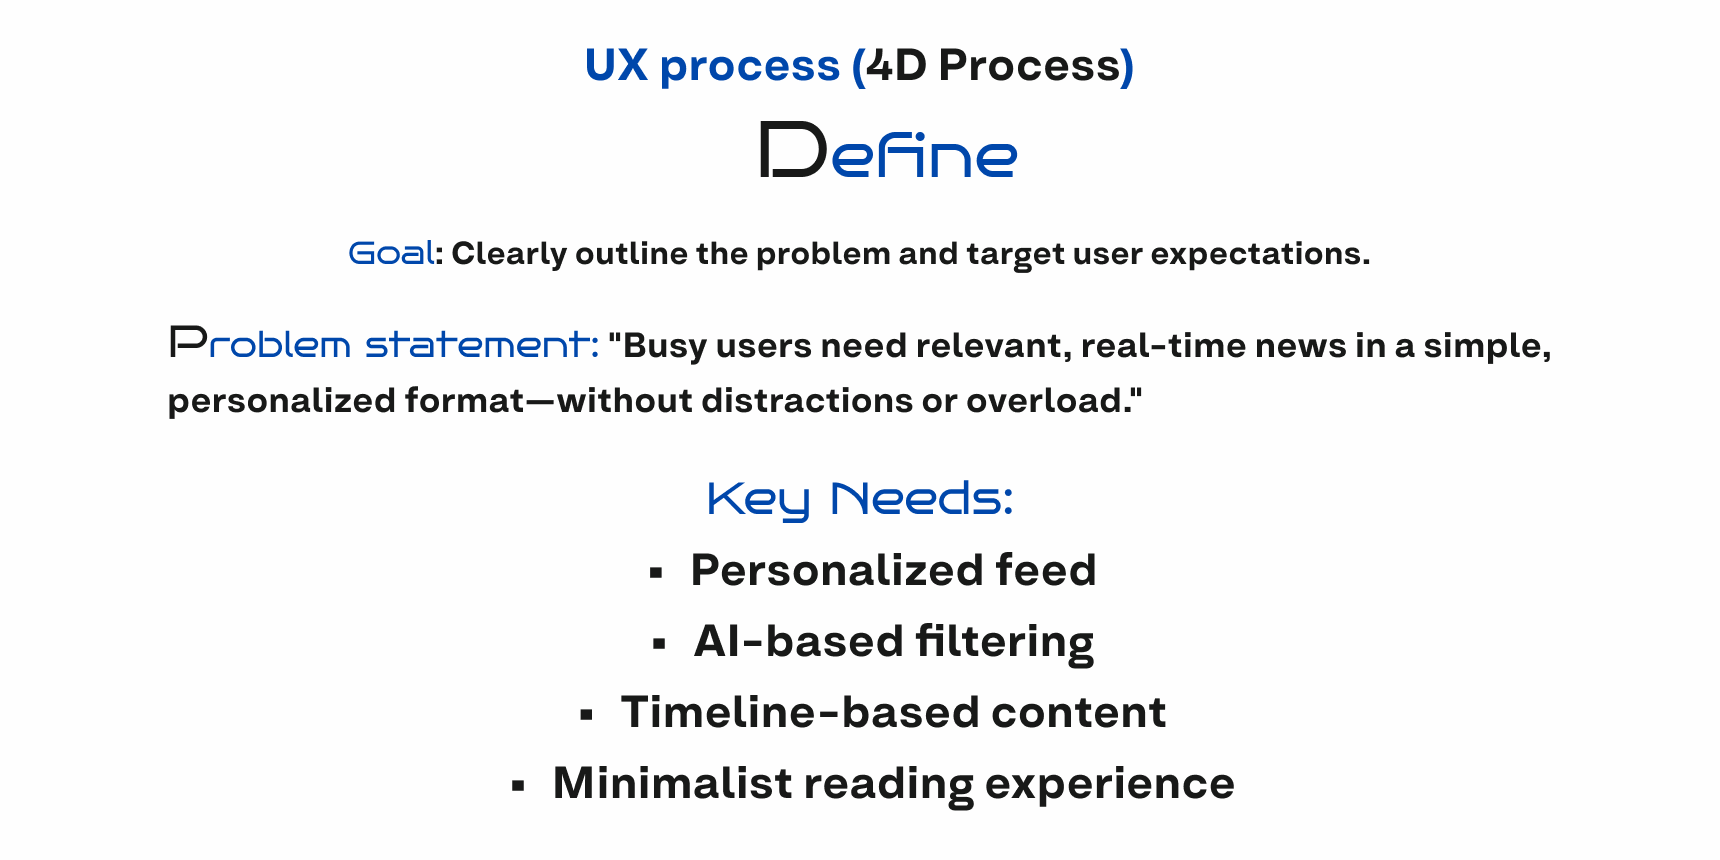 UX process (4D Process)
Define
Goal: Clearly outline the problem and target user expectations.
Problem statement: "Busy users need relevant, real-time news in a simple,
personalized format—without distractions or overload."
Key Needs:
▪ Personalized feed
▪ AI-based filtering
▪ Timeline-based content
▪ Minimalist reading experience